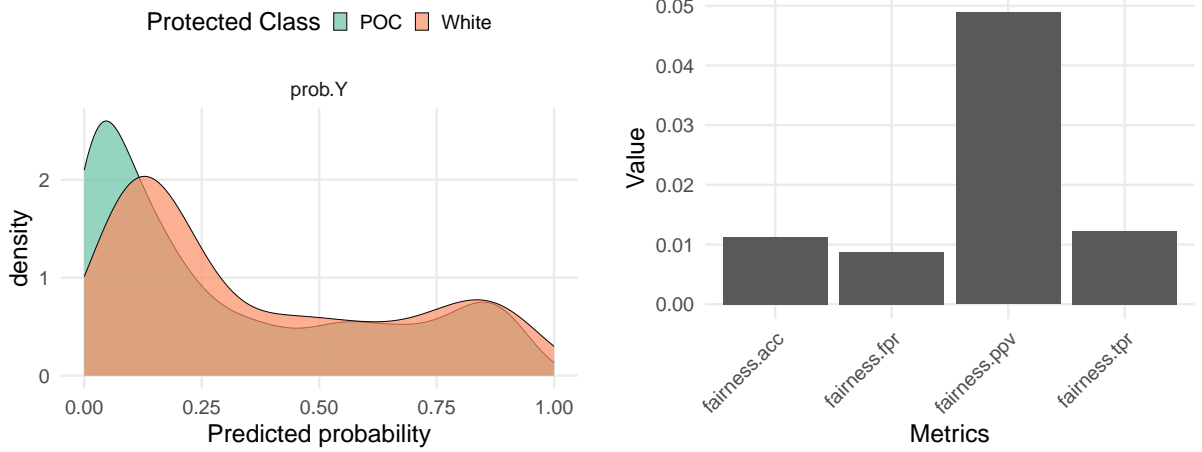 Protected Class POC White
prob.Y
density
2
1
0
0.00 0.25 0.50 0.75 1.00
Predicted probability
Value
0.05
0.04
0.03
0.02
0.01
0.00
fairness.acc
fairness.fpr
fairness.ppv
fairness.tpr
Metrics